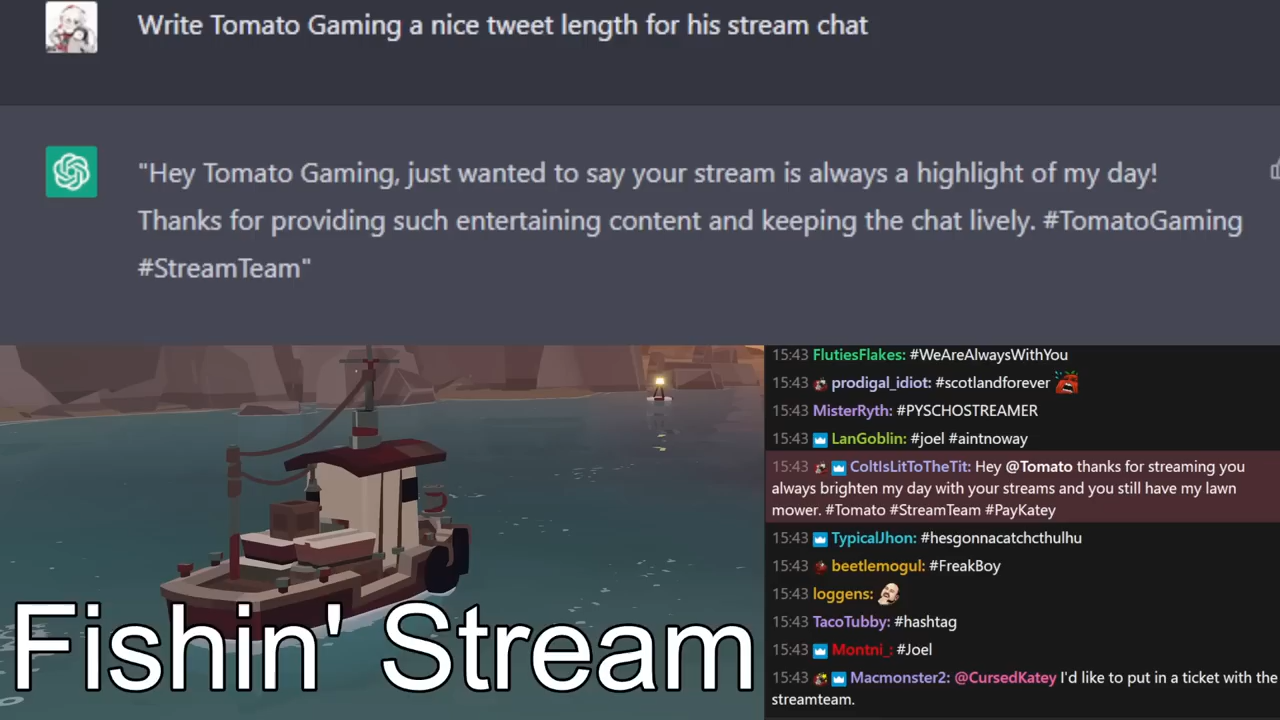 Write Tomato Gaming a nice tweet length for his stream chat
"Hey Tomato Gaming, just wanted to say your stream is always a highlight of my day!
Thanks for providing such entertaining content and keeping the chat lively. #TomatoGaming
#StreamTeam"
Fishin' Stream
15:43 FlutiesFlakes: #WeAreAlwaysWithYou
15:43 prodigal_idiot: #scotlandforever
15:43 MisterRyth: #PYSCHOSTREAMER
15:43 LanGoblin: #joel #aintnoway
15:43 ColtIsLitToTheTit: Hey @Tomato thanks for streaming you
always brighten my day with your streams and you still have my lawn
mower. #Tomato #StreamTeam #PayKatey
15:43 TypicalJhon: #hesgonnacatchcthulhu
15:43 beetlemogul: #FreakBoy
15:43 loggens:
15:43 TacoTubby: #hashtag
15:43 Montni_: #Joel
15:43 Macmonster2: @CursedKatey I'd like to put in a ticket with the
streamteam.